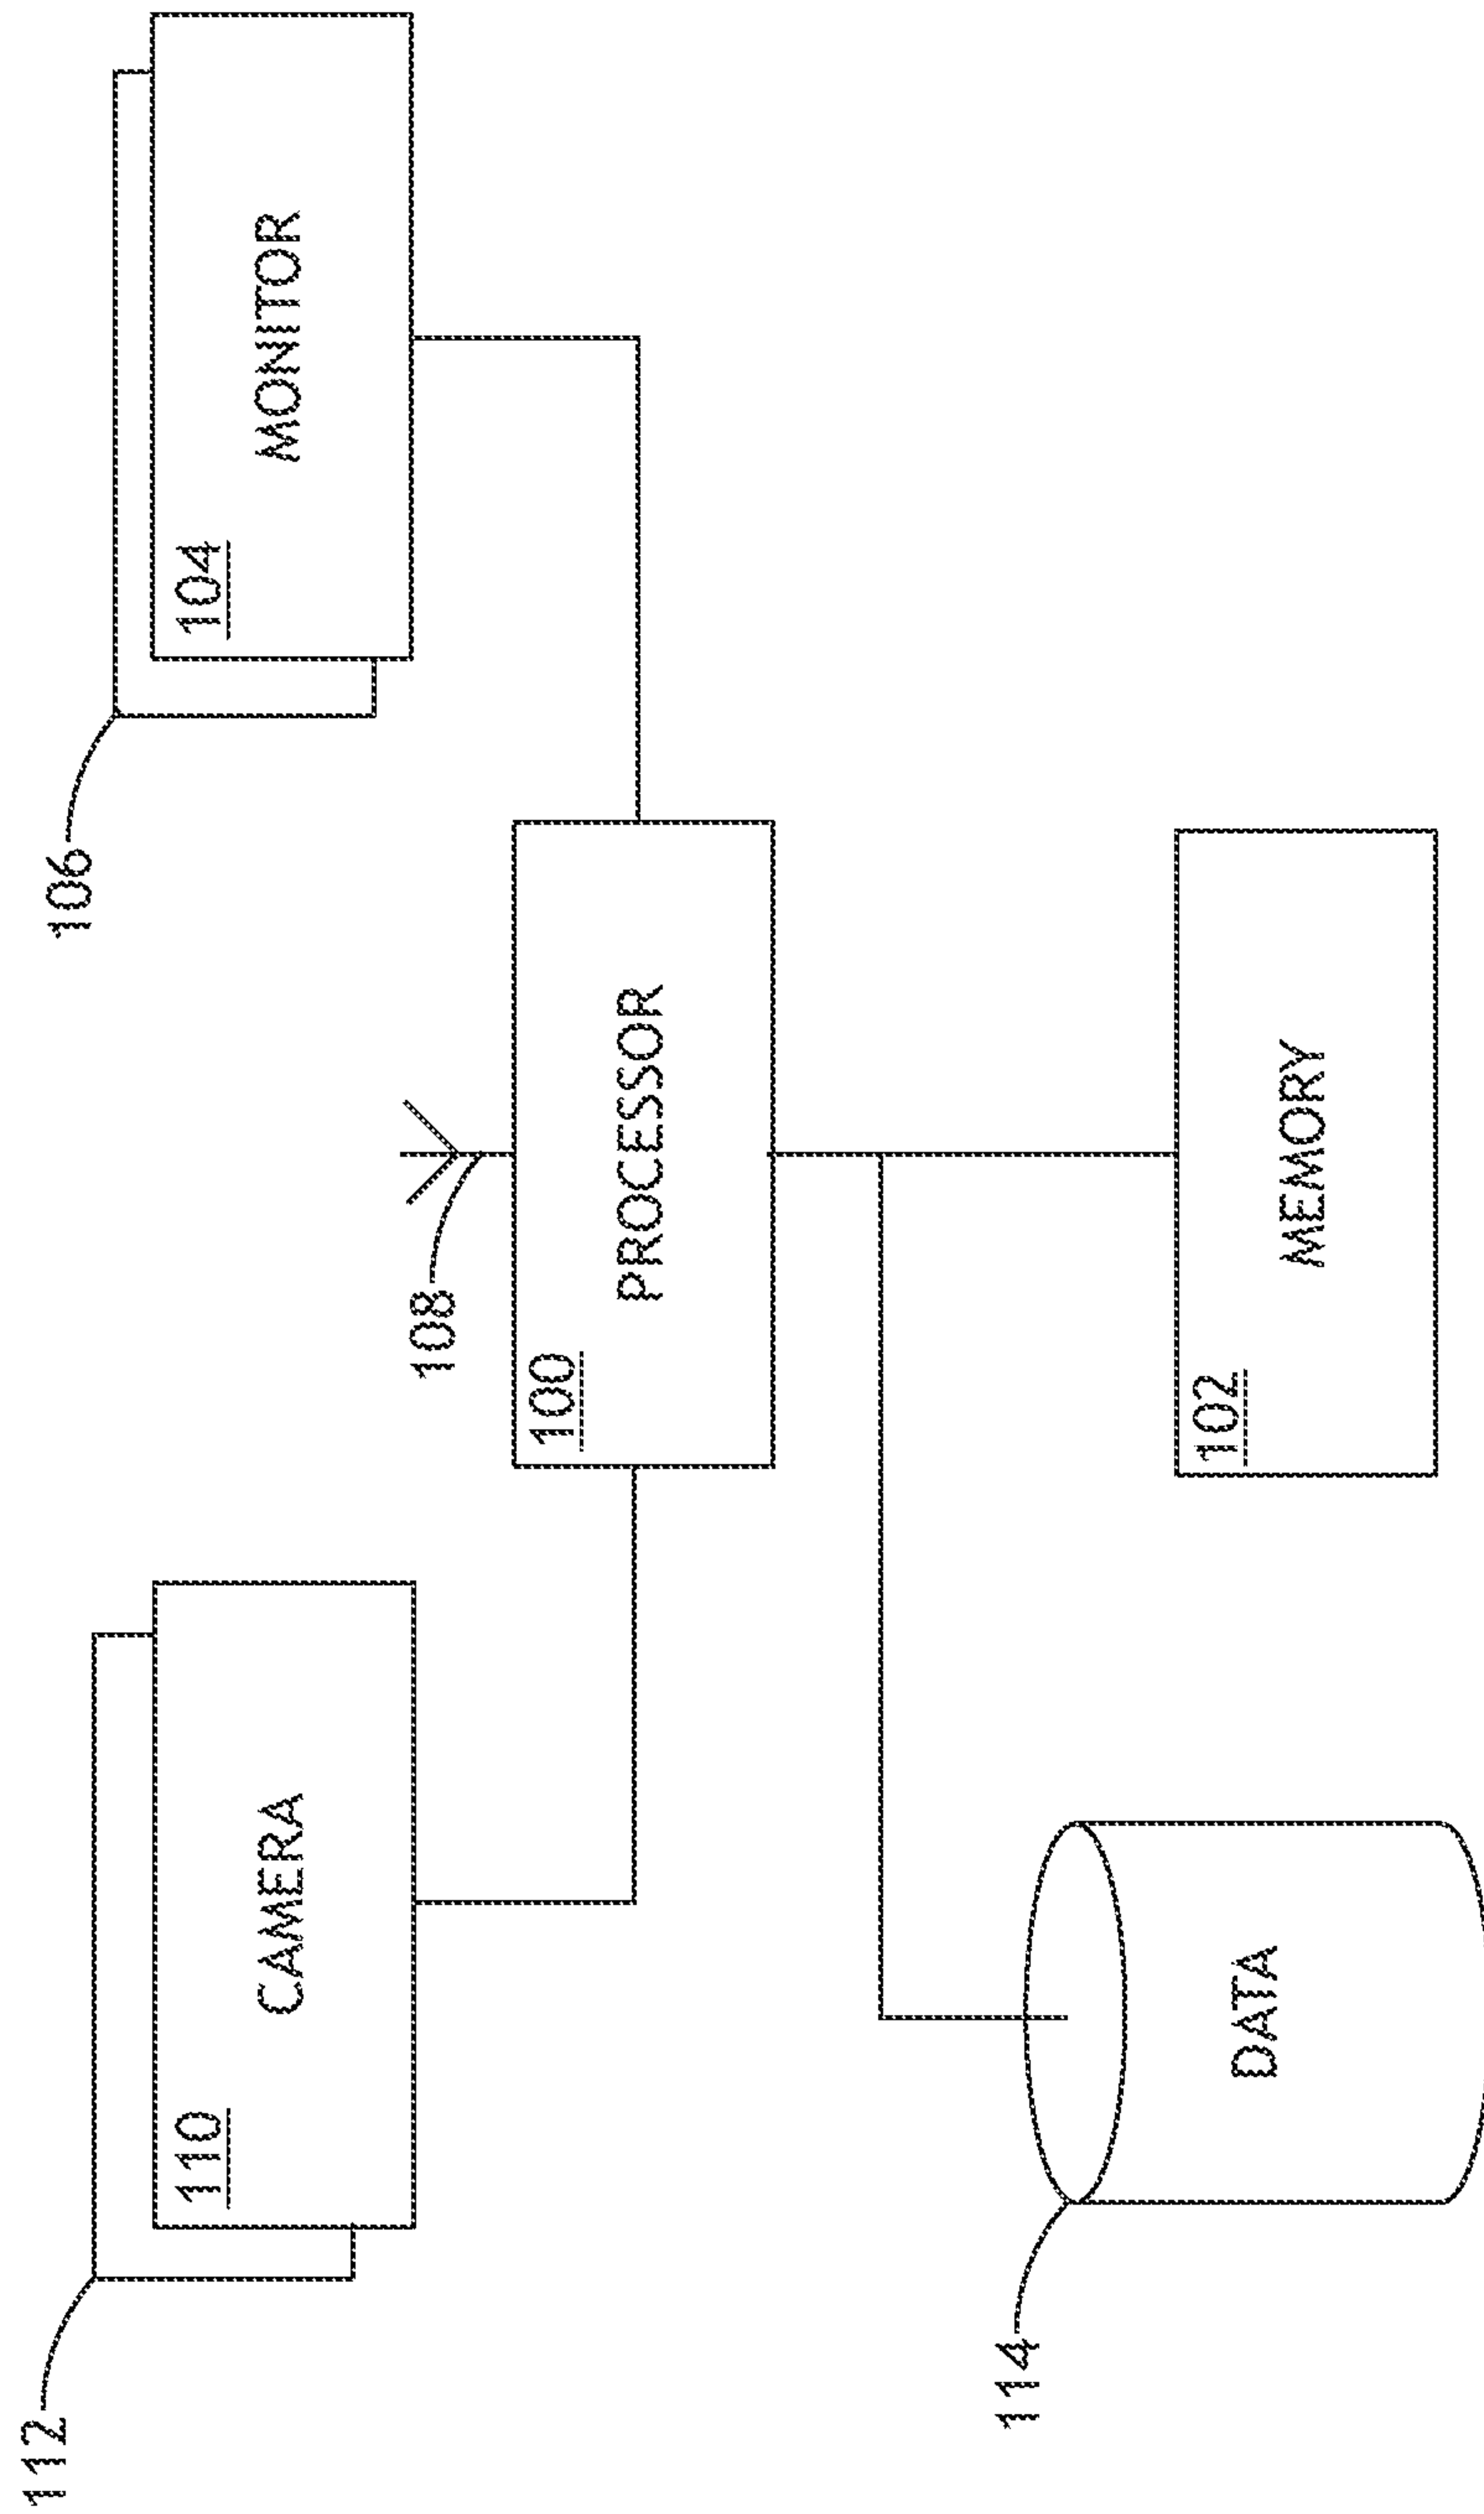 112
106
110
CAMERA
104
MONITOR
108
100
PROCESSOR
114
DATA
102
MEMORY